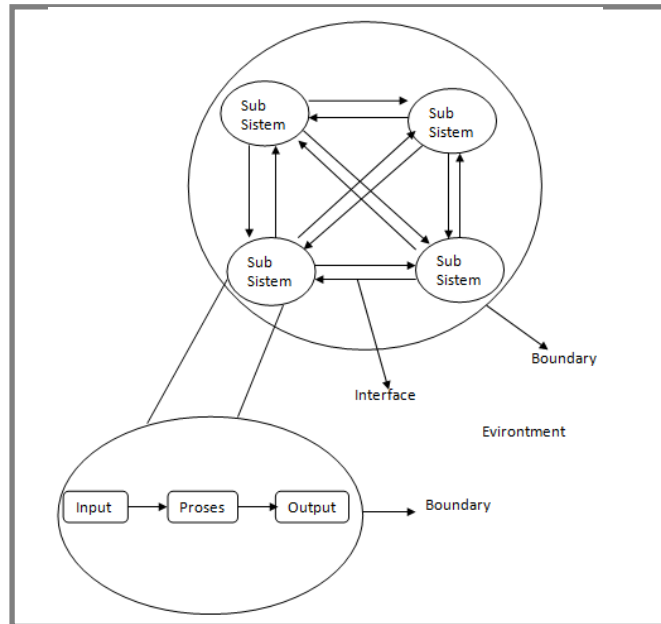 Sub
Sistem
Sub
Sistem
Sub
Sistem
Sub
Sistem
Boundary
Interface
Evirontment
Input
Proses
Output
Boundary